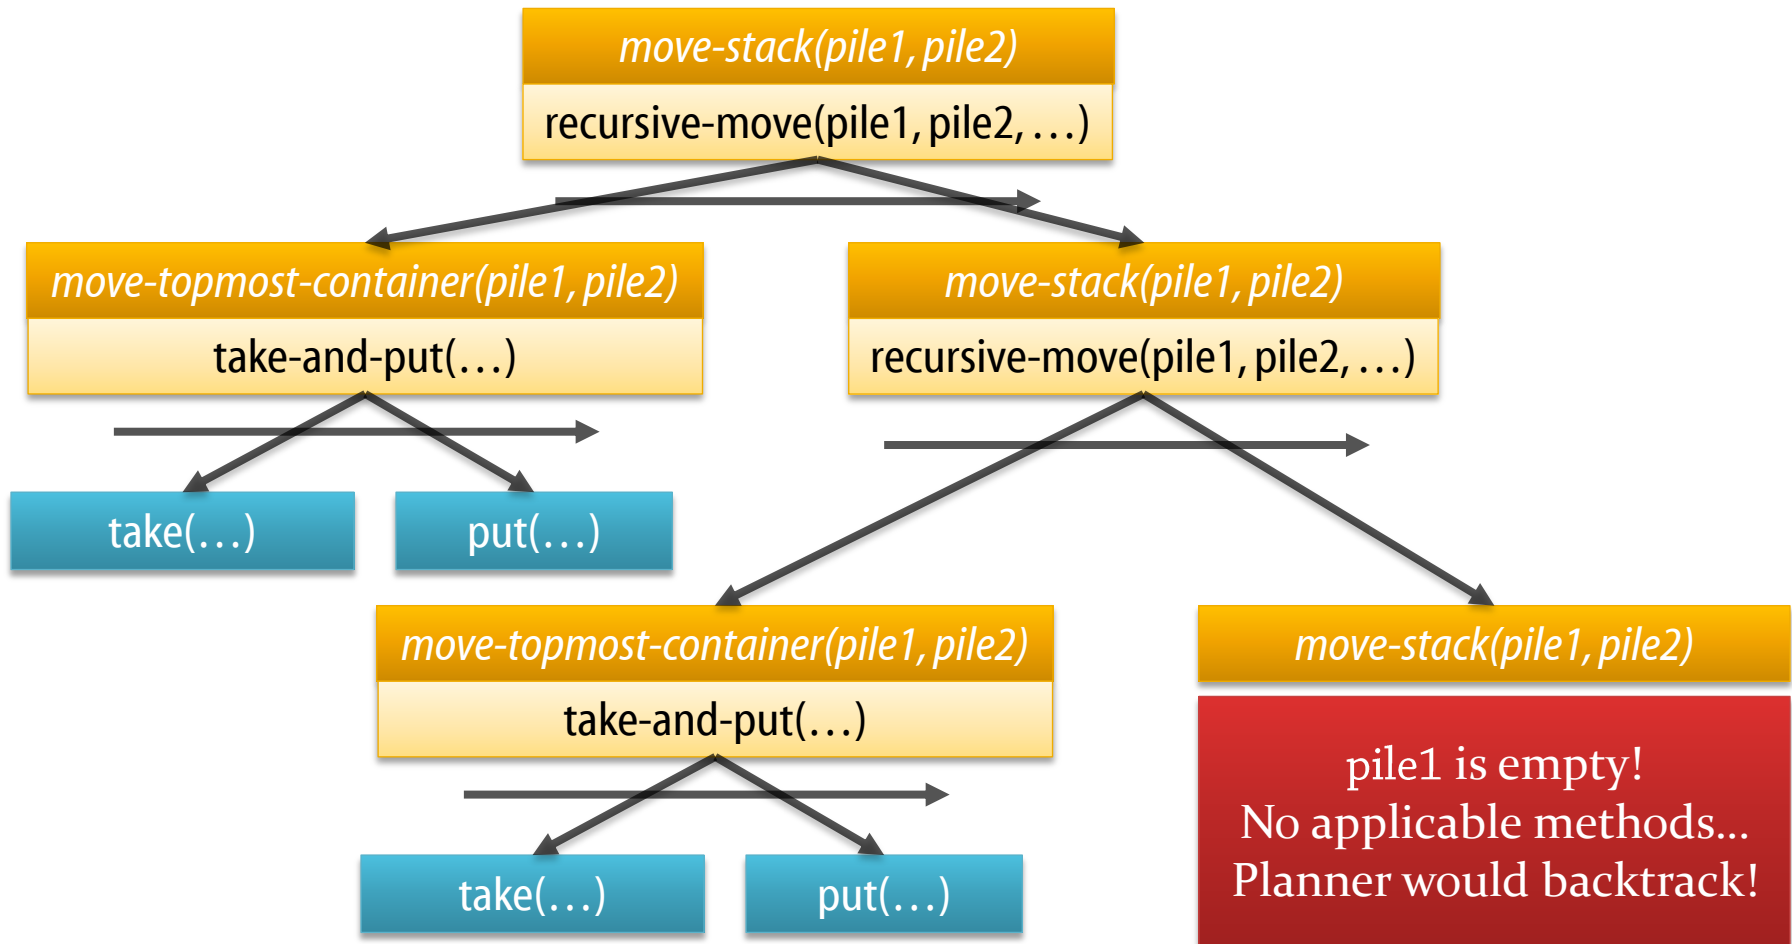 move-stack(pile1, pile2)
recursive-move(pile1, pile2, …)
move-topmost-container(pile1, pile2)
take-and-put(…)
move-stack(pile1, pile2)
recursive-move(pile1, pile2, …)
take(…)
put(…)
move-topmost-container(pile1, pile2)
take-and-put(…)
move-stack(pile1, pile2)
pile1 is empty!
No applicable methods...
Planner would backtrack!
take(…)
put(…)